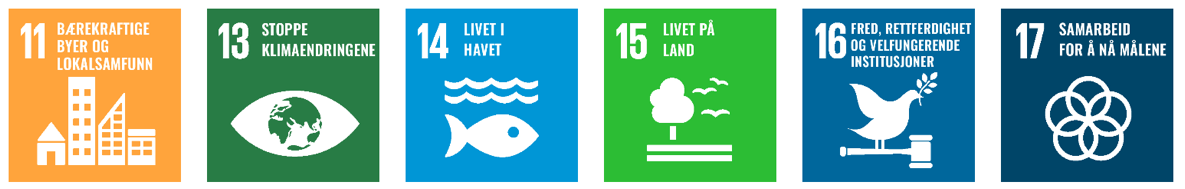 11 BÆREKRAFTIGE
BYER OG
LOKALSAMFUNN
13 STOPPE
KLIMAENDRINGENE
14 LIVET I
HAVET
15 LIVET PÅ
LAND
16 FRED, RETTFERDIGHET
OG VELFUNGERENDE
INSTITUSJONER
17 SAMARBEID
FOR Å NÅ MÅLENE